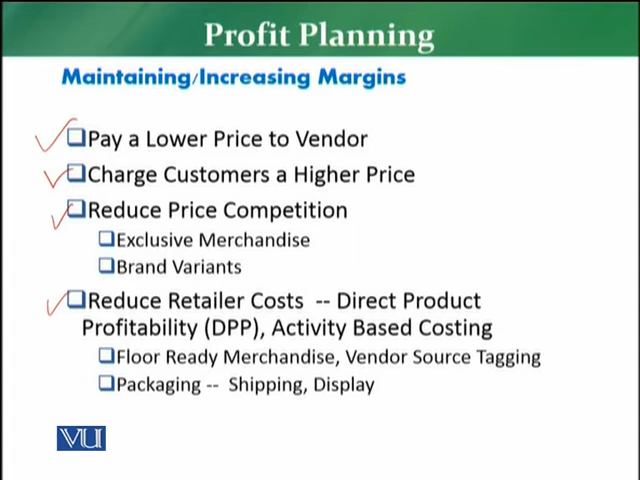 Profit Planning
Maintaining/Increasing Margins
Pay a Lower Price to Vendor
Charge Customers a Higher Price
Reduce Price Competition
Exclusive Merchandise
Brand Variants
Reduce Retailer Costs -- Direct Product
Profitability (DPP), Activity Based Costing
Floor Ready Merchandise, Vendor Source Tagging
Packaging -- Shipping, Display
VU